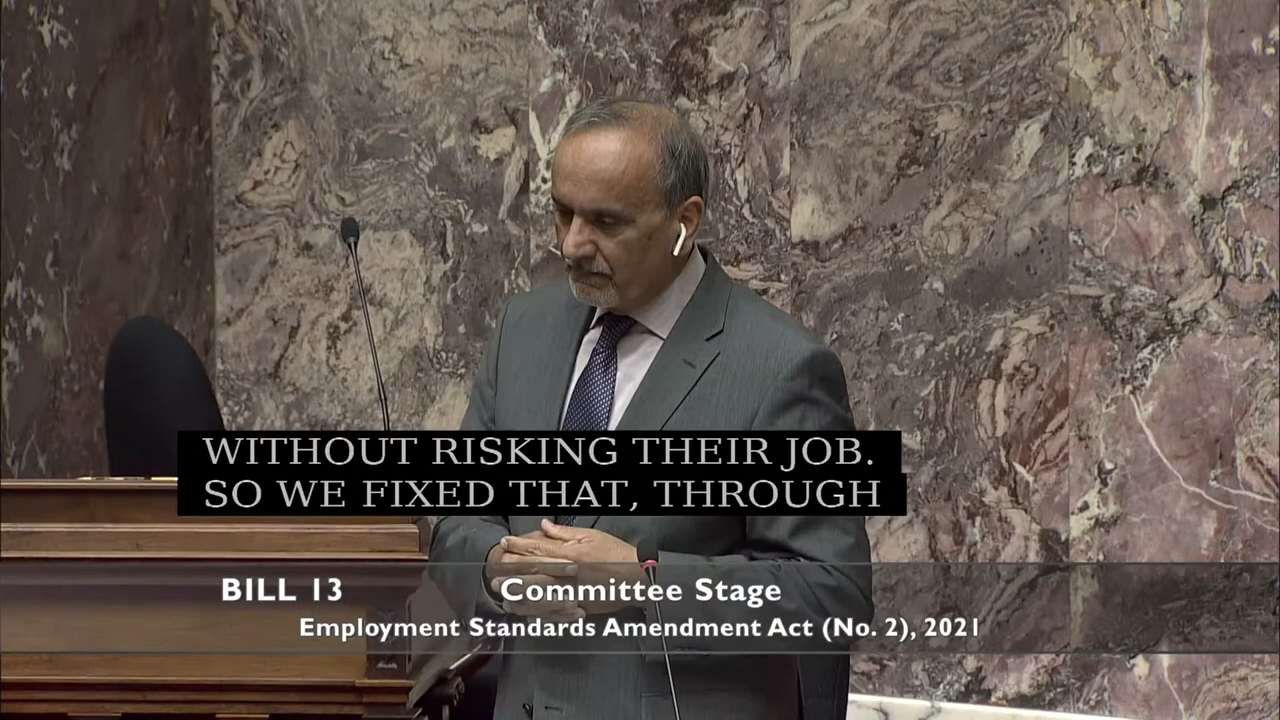 WITHOUT RISKING THEIR JOB.
SO WE FIXED THAT, THROUGH
BILL 13
Committee Stage
Employment Standards Amendment Act (No. 2), 2021